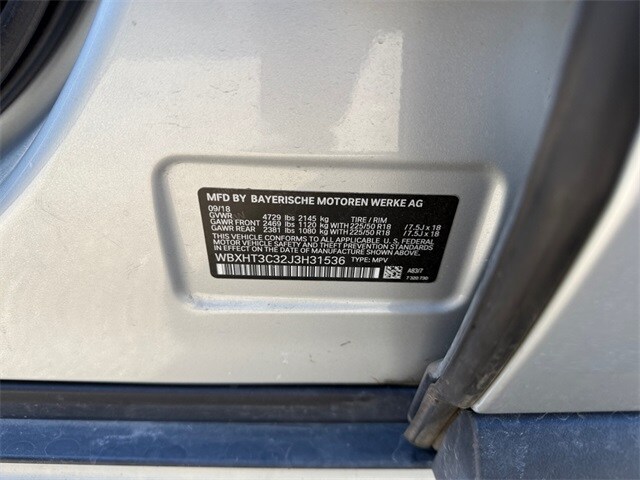 MFD BY BAYERISCHE MOTOREN WERKE AG
09/18
GVWR 4729 lbs 2145 kg TIRE / RIM
GAWR FRONT 2469 lbs 1120 kg WITH 225/50 R18 /7.5J x 18
GAWR REAR 2381 lbs 1080 kg WITH 225/50 R18 /7.5J x 18
THIS VEHICLE CONFORMS TO ALL APPLICABLE U. S. FEDERAL
MOTOR VEHICLE SAFETY, BUMPER, AND THEFT PREVENTION STANDARDS
IN EFFECT ON THE DATE OF MANUFACTURE SHOWN ABOVE.
WBXHT3C32J3H31536 TYPE: MPV
A83/7